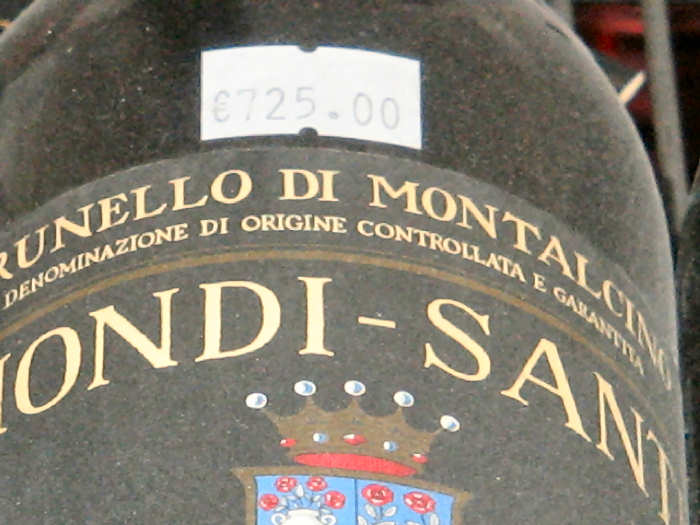 €725.00
RUNELLO DI MONTALCINO
DENOMINAZIONE DI ORIGINE CONTROLLATA E GARANTITA
IONDI-SANT